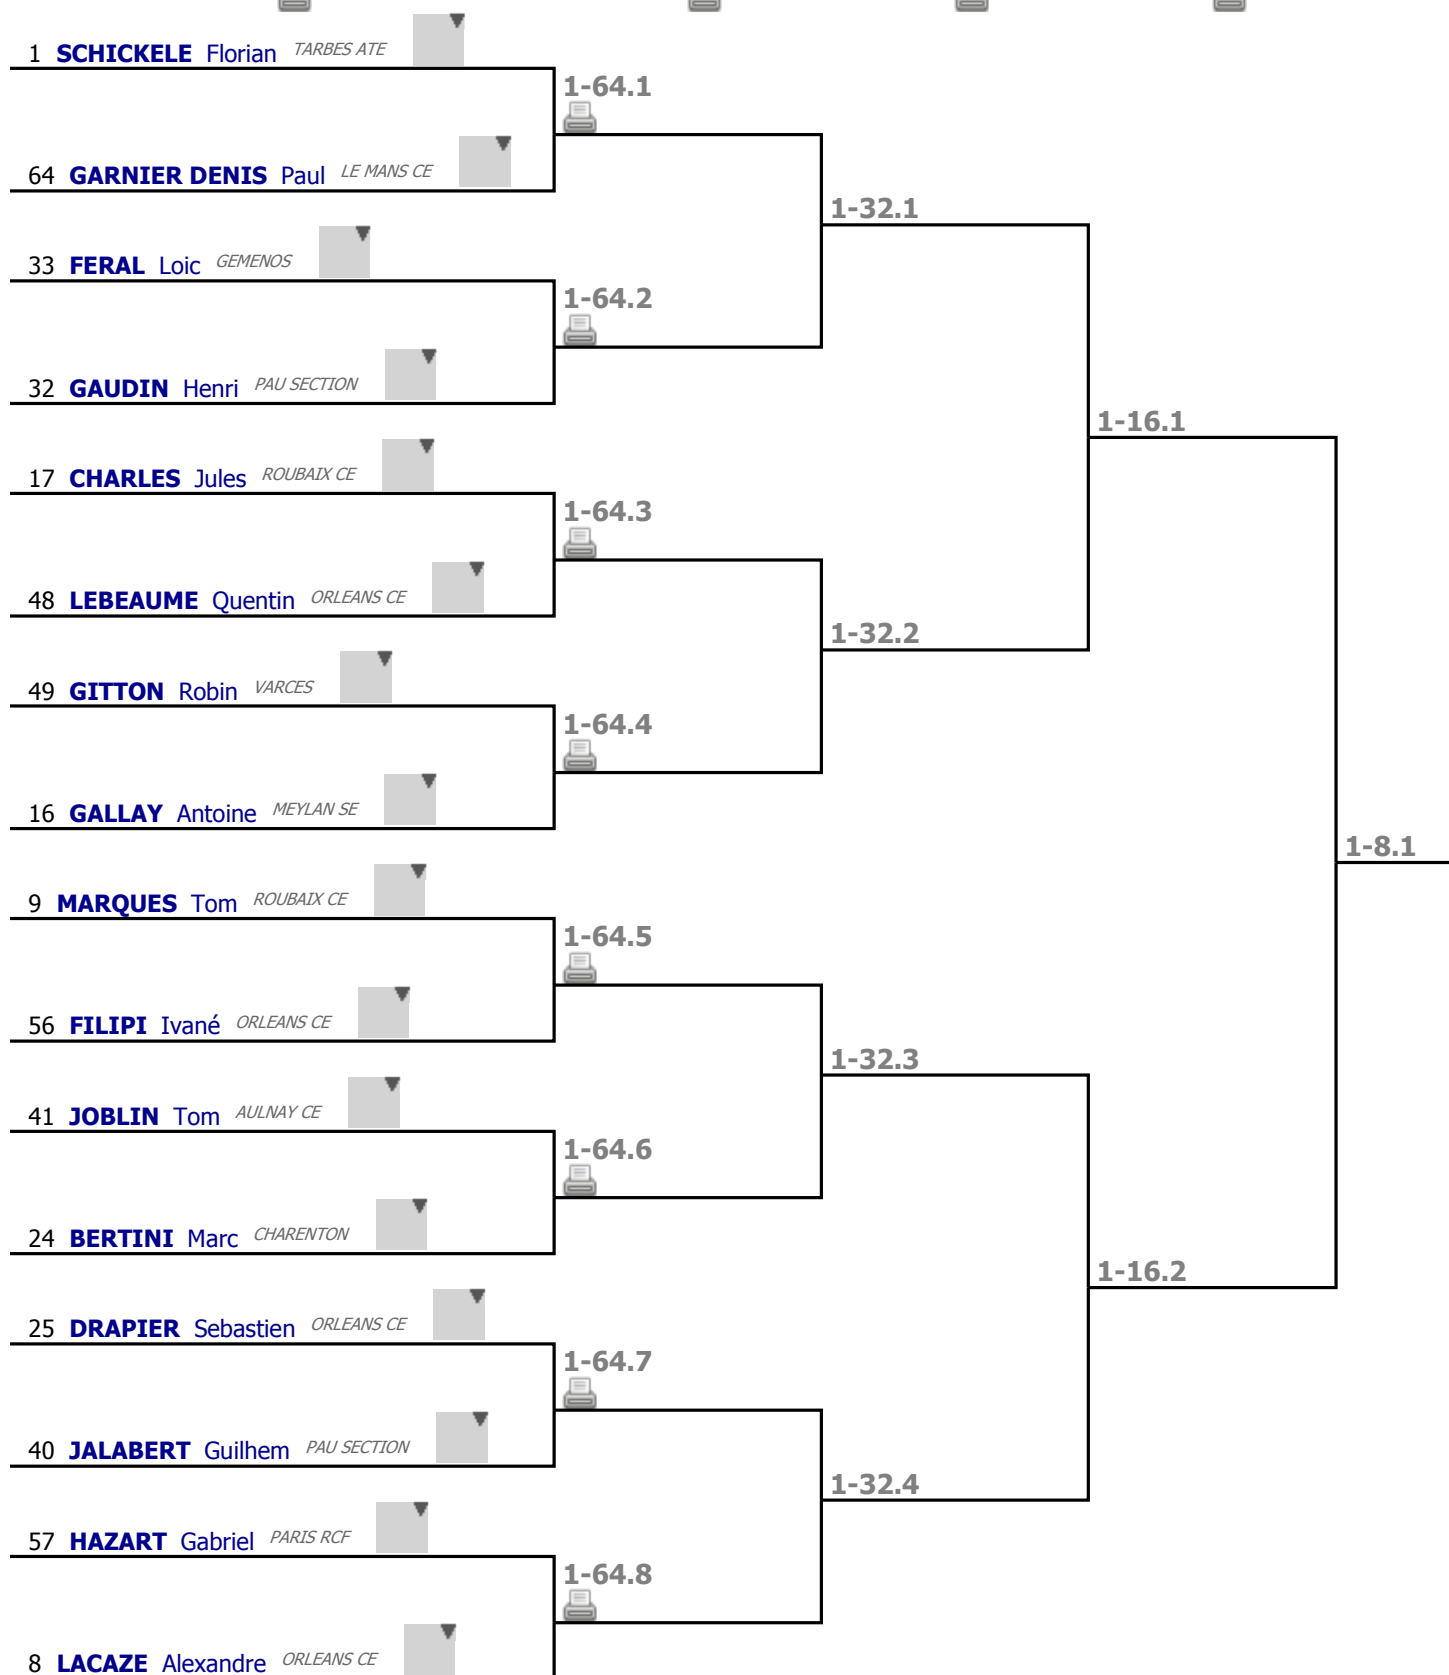 1 SCHICKELE Florian TARBES ATE
1-64.1
64 GARNIER DENIS Paul LE MANS CE
1-32.1
33 FERAL Loic GEMENOS
1-64.2
32 GAUDIN Henri PAU SECTION
1-16.1
17 CHARLES Jules ROUBAIX CE
1-64.3
48 LEBEAUME Quentin ORLEANS CE
1-32.2
49 GITTON Robin VARCES
1-64.4
16 GALLAY Antoine MEYLAN SE
1-8.1
9 MARQUES Tom ROUBAIX CE
1-64.5
56 FILIPI Ivané ORLEANS CE
1-32.3
41 JOBLIN Tom AULNAY CE
1-64.6
24 BERTINI Marc CHARENTON
1-16.2
25 DRAPIER Sebastien ORLEANS CE
1-64.7
40 JALABERT Guilhem PAU SECTION
1-32.4
57 HAZART Gabriel PARIS RCF
1-64.8
8 LACAZE Alexandre ORLEANS CE